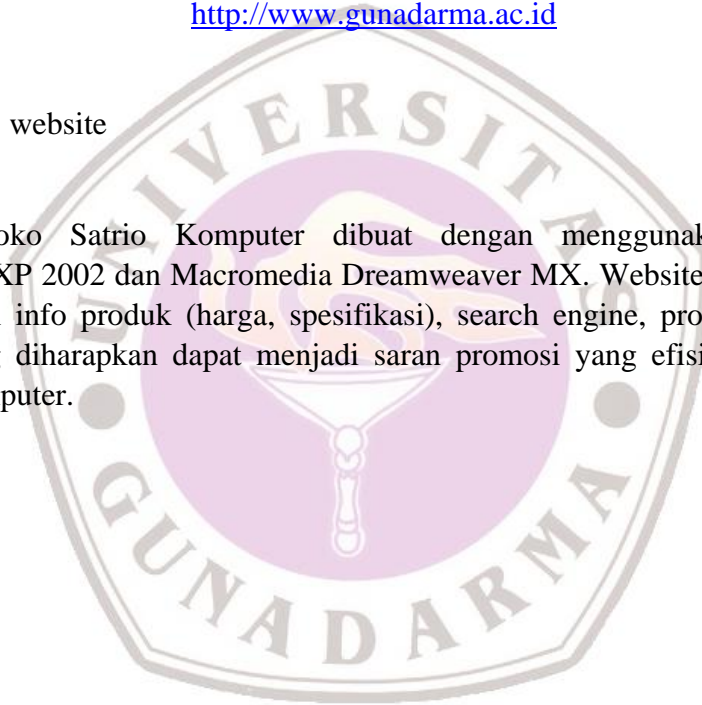 http://www.gunadarma.ac.id
website
oko Satrio Komputer dibuat dengan menggunak
XP 2002 dan Macromedia Dreamweaver MX. Website
info produk (harga, spesifikasi), search engine, pro
diharapkan dapat menjadi saran promosi yang efisi
puter.
UNIVERSITAS
GUNADARMA